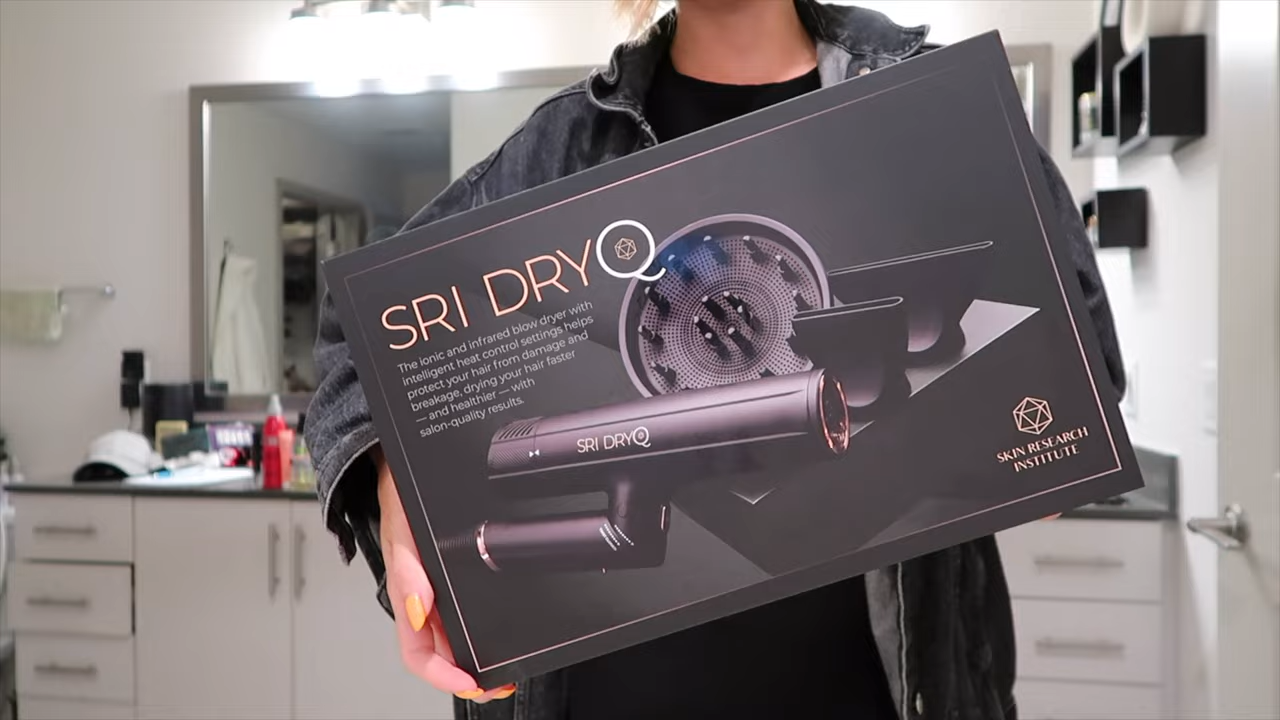 SRI DRYQ
The ionic and infrared blow dryer with
intelligent heat control settings helps
protect your hair from damage and
breakage, drying your hair faster
— and healthier — with
salon-quality results.
SRI DRYQ
SKIN RESEARCH
INSTITUTE